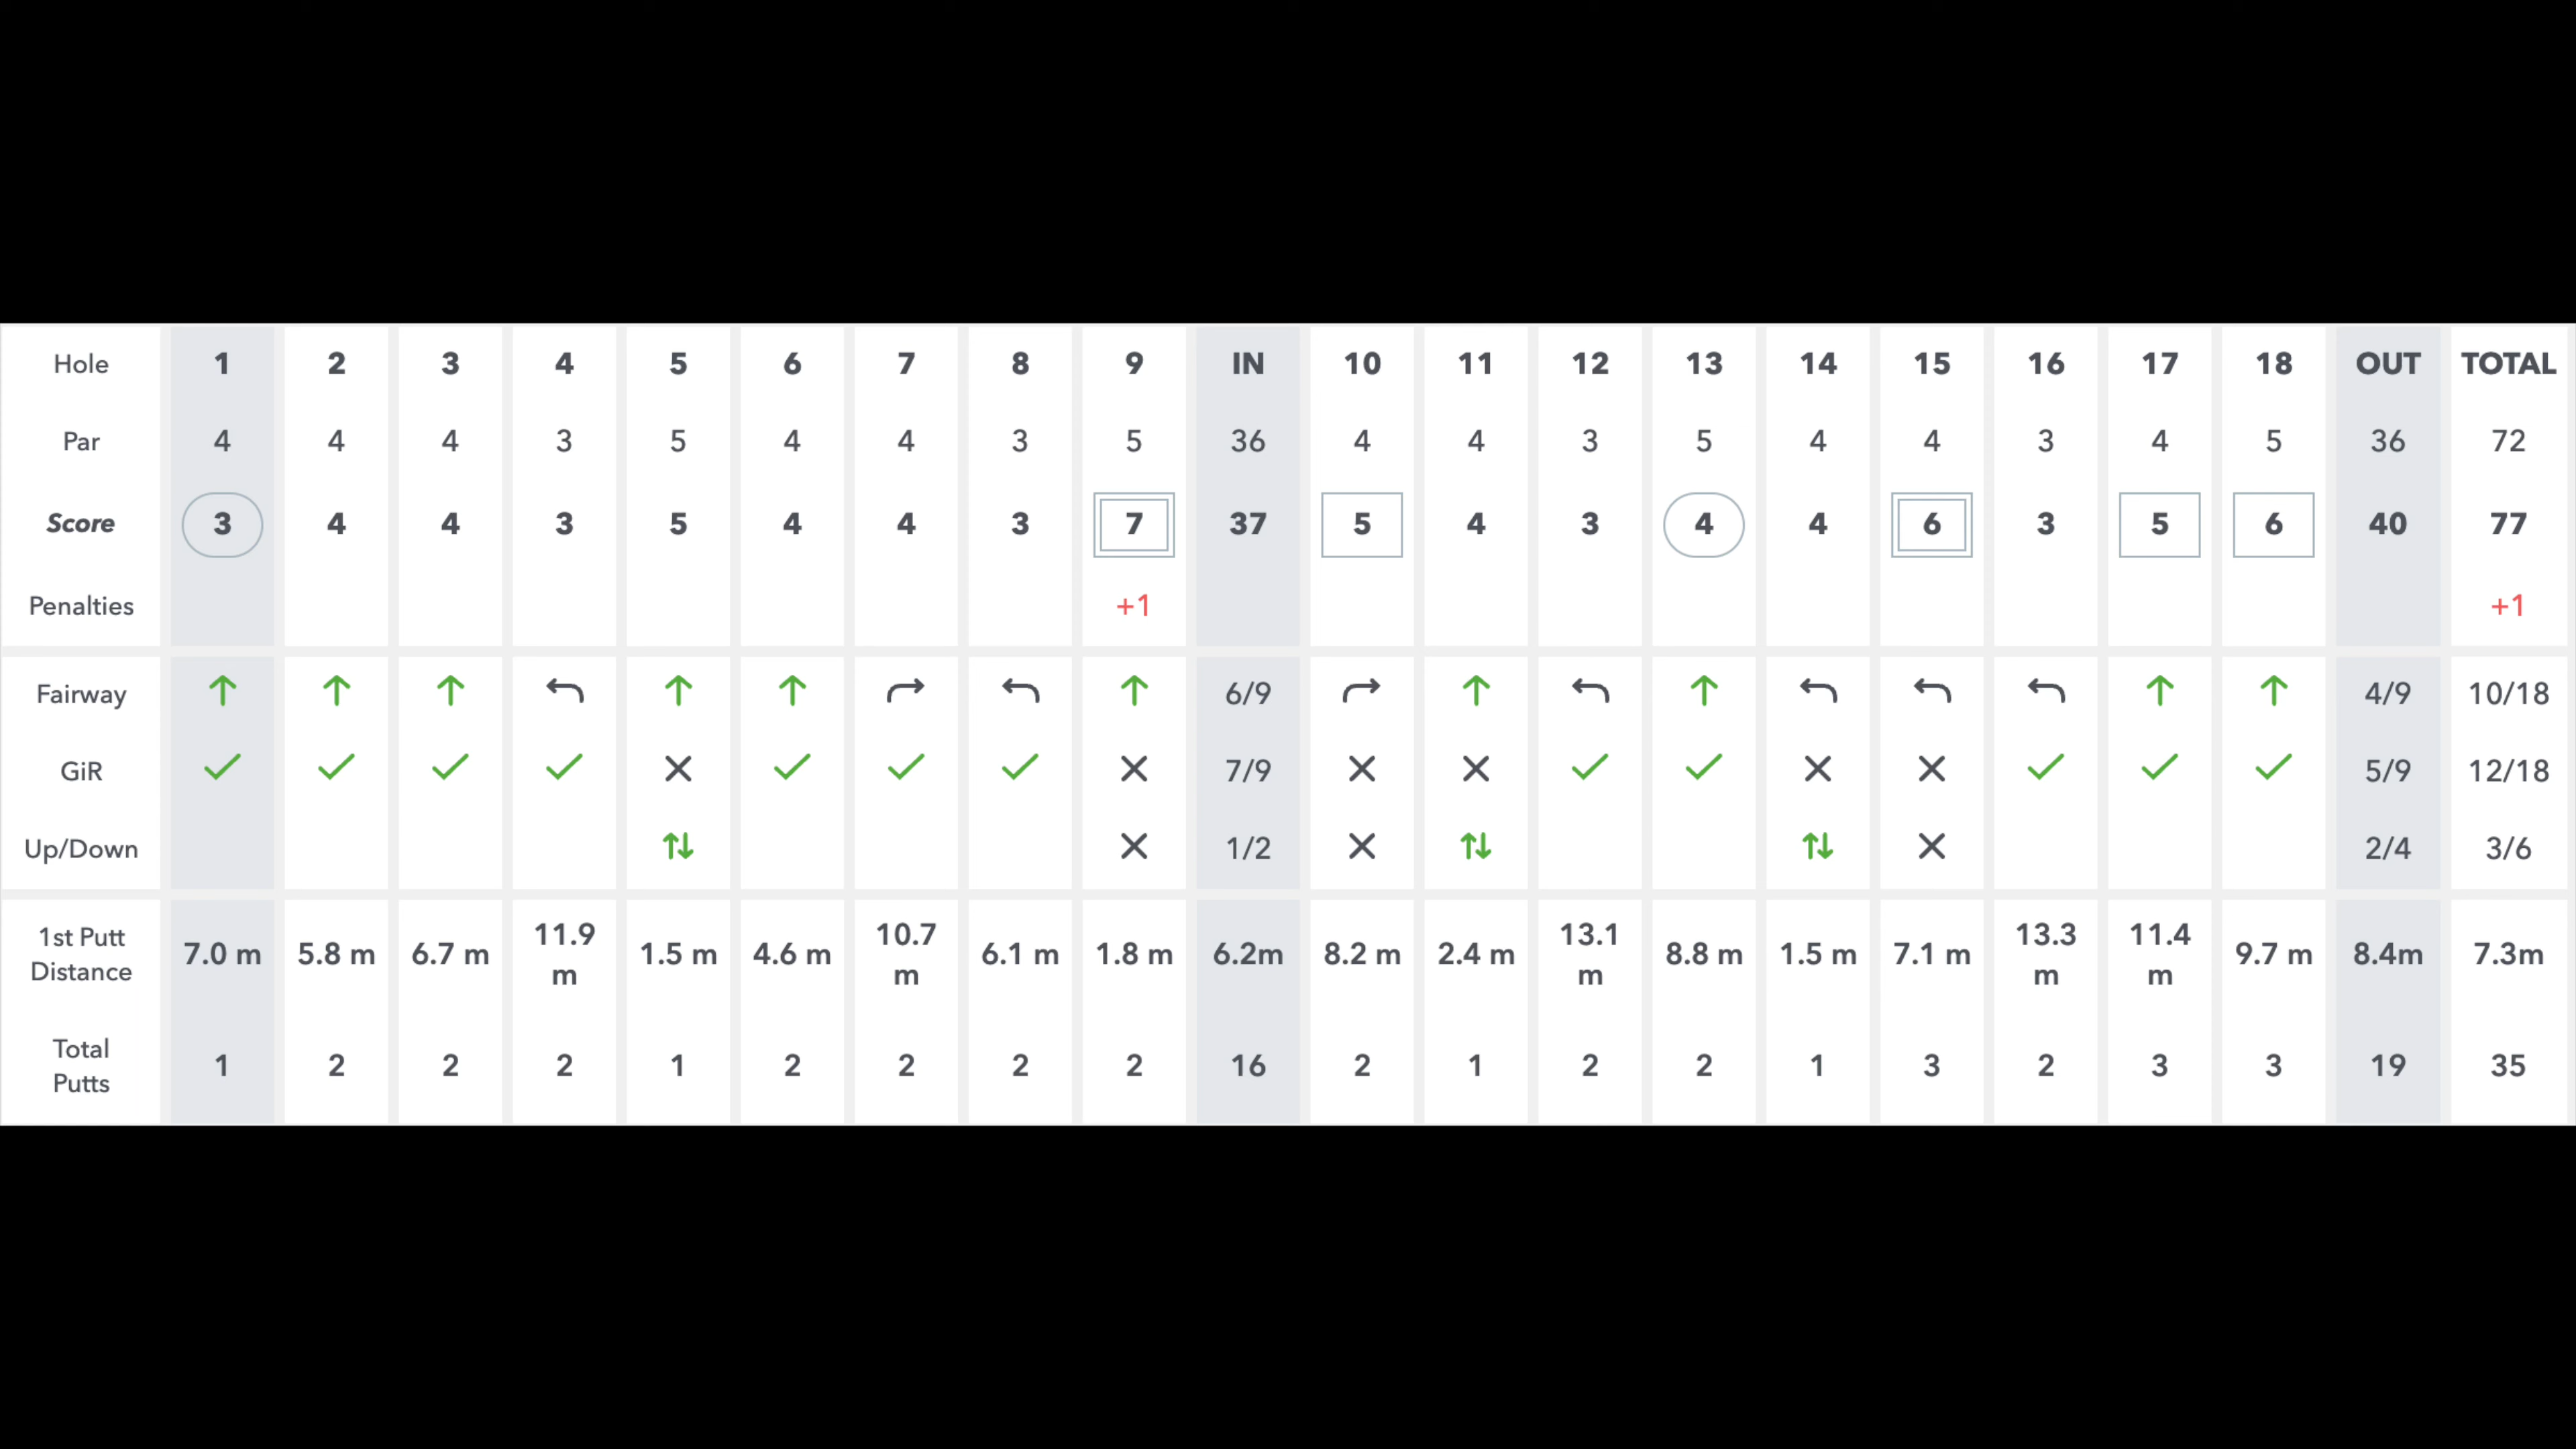 Hole 1 2 3 4 5 6 7 8 9 IN 10 11 12 13 14 15 16 17 18 OUT TOTAL
Par 4 4 4 3 5 4 4 3 5 36 4 4 3 5 4 4 3 4 5 36 72
Score 3 4 4 3 5 4 4 3 7 37 5 4 3 4 4 6 3 5 6 40 77
Penalties +1 +1
Fairway 6/9 4/9 10/18
GiR 7/9 5/9 12/18
Up/Down 1/2 2/4 3/6
1st Putt Distance 7.0 m 5.8 m 6.7 m 11.9 m 1.5 m 4.6 m 10.7 m 6.1 m 1.8 m 6.2m 8.2 m 2.4 m 13.1 m 8.8 m 1.5 m 7.1 m 13.3 m 11.4 m 9.7 m 8.4m 7.3m
Total Putts 1 2 2 2 1 2 2 2 2 16 2 1 2 2 1 3 2 3 3 19 35